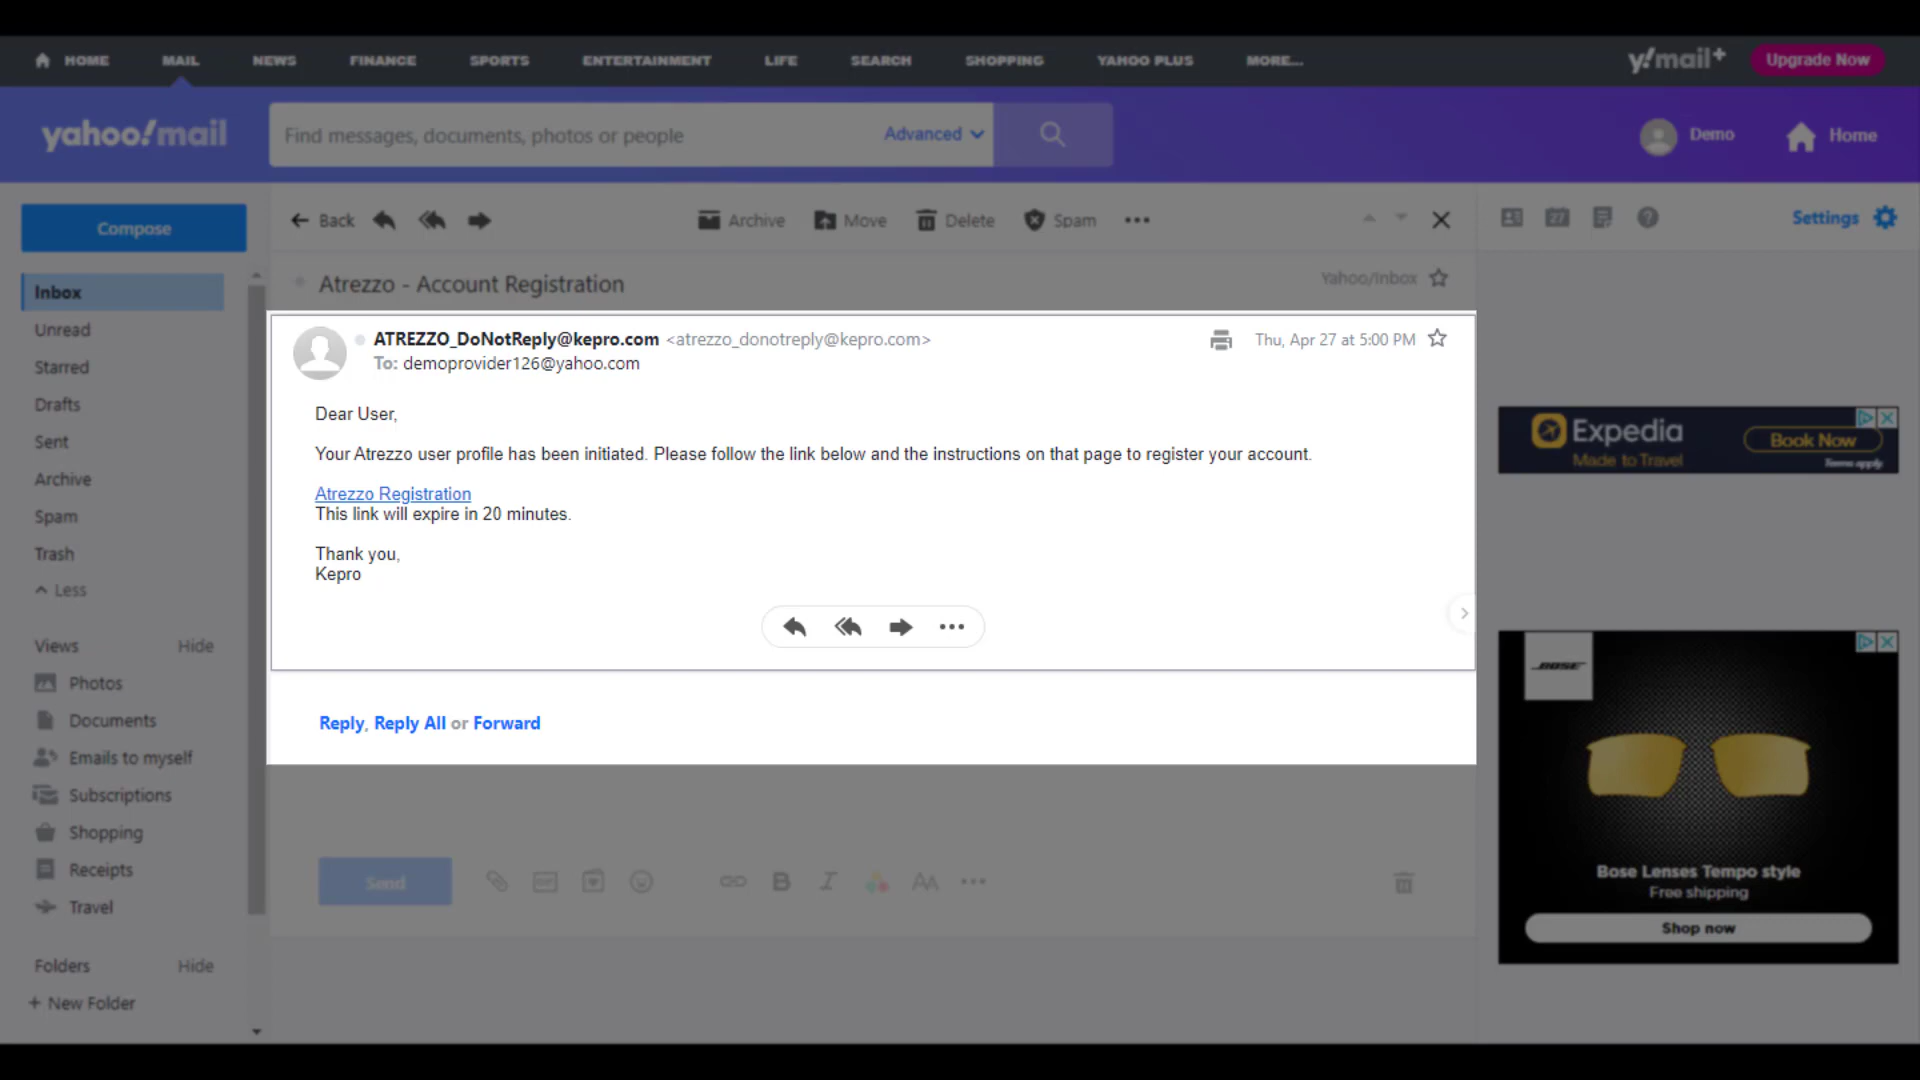 HOME MAIL NEWS FINANCE SPORTS ENTERTAINMENT LIFE SEARCH SHOPPING YAHOO PLUS MORE... y!mail+ Upgrade Now
yahoo!mail Find messages, documents, photos or people Advanced Demo Home
Compose Back Archive Move Delete Spam 27 Settings
Inbox
Unread
Starred
Drafts
Sent
Archive
Spam
Trash
Less
Views Hide
Photos
Documents
Emails to myself
Subscriptions
Shopping
Receipts
Travel
Folders Hide
+ New Folder
Atrezzo - Account Registration Yahoo/Inbox
ATREZZO_DoNotReply@kepro.com <atrezzo_donotreply@kepro.com> Thu, Apr 27 at 5:00 PM
To: demoprovider126@yahoo.com
Dear User,
Your Atrezzo user profile has been initiated. Please follow the link below and the instructions on that page to register your account.
Atrezzo Registration
This link will expire in 20 minutes.
Thank you,
Kepro
Reply, Reply All or Forward
Send GIF B I AA
Expedia Book Now
Made to Travel Terms apply
BOSE
Bose Lenses Tempo style
Free shipping
Shop now